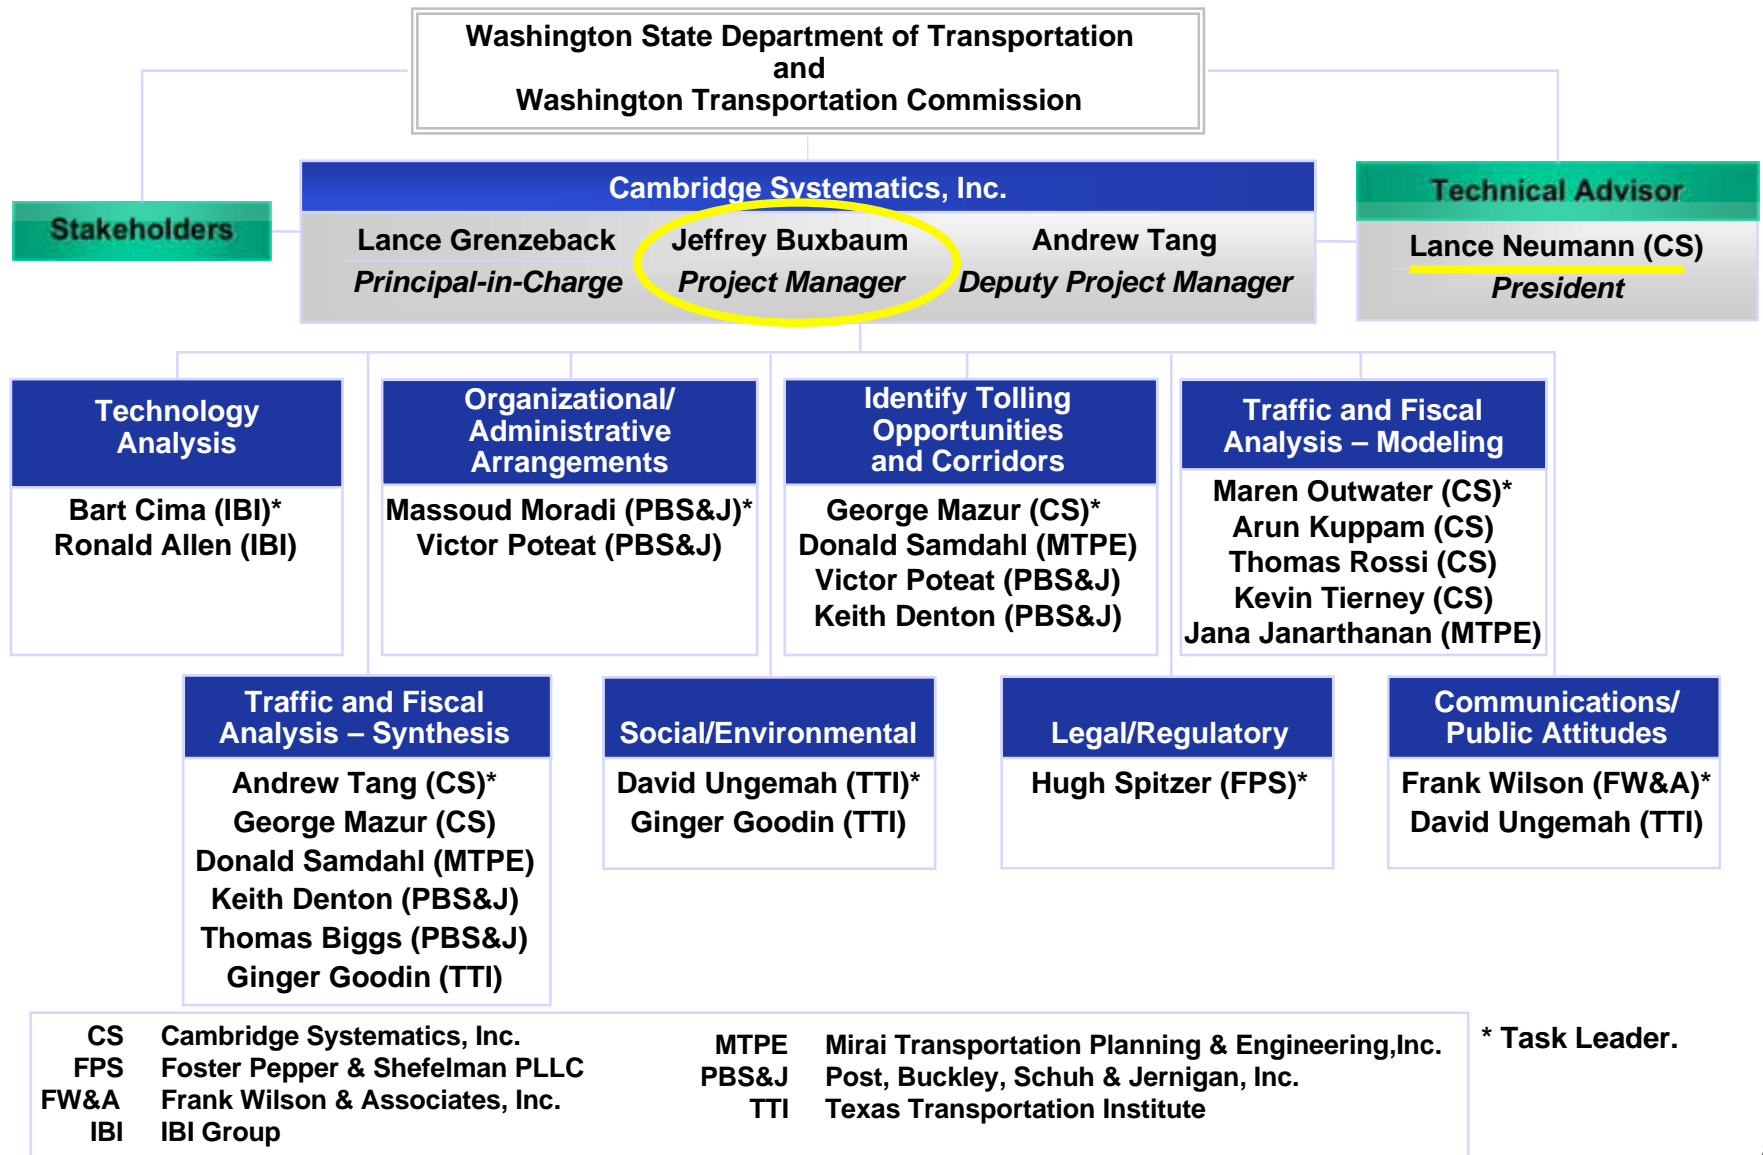 Washington State Department of Transportation
and
Washington Transportation Commission
Stakeholders
Cambridge Systematics, Inc.
Lance Grenzeback
Principal-in-Charge
Jeffrey Buxbaum
Project Manager
Andrew Tang
Deputy Project Manager
Technical Advisor
Lance Neumann (CS)
President
Technology
Analysis
Bart Cima (IBI)*
Ronald Allen (IBI)
Organizational/
Administrative
Arrangements
Massoud Moradi (PBS&J)*
Victor Poteat (PBS&J)
Identify Tolling
Opportunities
and Corridors
George Mazur (CS)*
Donald Samdahl (MTPE)
Victor Poteat (PBS&J)
Keith Denton (PBS&J)
Traffic and Fiscal
Analysis – Modeling
Maren Outwater (CS)*
Arun Kuppam (CS)
Thomas Rossi (CS)
Kevin Tierney (CS)
Jana Janarthanan (MTPE)
Traffic and Fiscal
Analysis – Synthesis
Andrew Tang (CS)*
George Mazur (CS)
Donald Samdahl (MTPE)
Keith Denton (PBS&J)
Thomas Biggs (PBS&J)
Ginger Goodin (TTI)
Social/Environmental
David Ungemah (TTI)*
Ginger Goodin (TTI)
Legal/Regulatory
Hugh Spitzer (FPS)*
Communications/
Public Attitudes
Frank Wilson (FW&A)*
David Ungemah (TTI)
CS Cambridge Systematics, Inc.
FPS Foster Pepper & Shefelman PLLC
FW&A Frank Wilson & Associates, Inc.
IBI IBI Group
MTPE Mirai Transportation Planning & Engineering,Inc.
PBS&J Post, Buckley, Schuh & Jernigan, Inc.
TTI Texas Transportation Institute
* Task Leader.